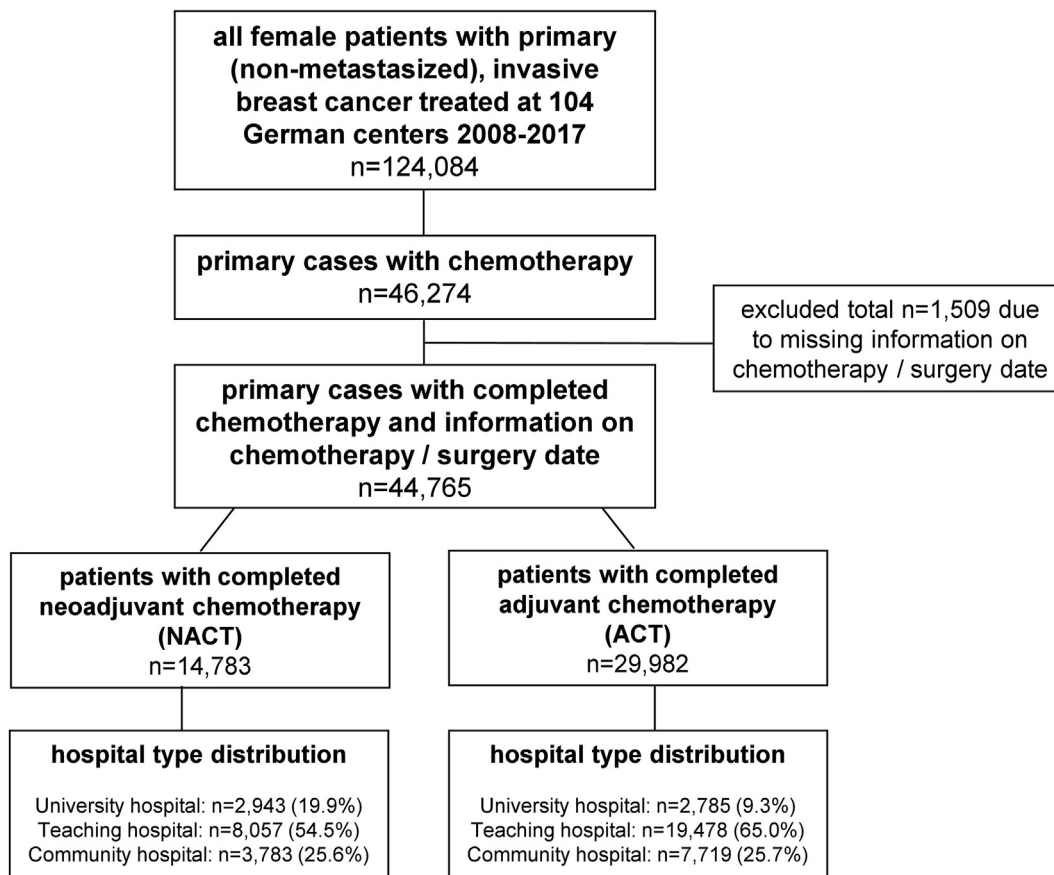 all female patients with primary
(non-metastasized), invasive
breast cancer treated at 104
German centers 2008-2017
n=124,084
primary cases with chemotherapy
n=46,274
excluded total n=1,509 due
to missing information on
chemotherapy / surgery date
primary cases with completed
chemotherapy and information on
chemotherapy / surgery date
n=44,765
patients with completed
neoadjuvant chemotherapy
(NACT)
n=14,783
patients with completed
adjuvant chemotherapy
(ACT)
n=29,982
hospital type distribution
University hospital: n=2,943 (19.9%)
Teaching hospital: n=8,057 (54.5%)
Community hospital: n=3,783 (25.6%)
hospital type distribution
University hospital: n=2,785 (9.3%)
Teaching hospital: n=19,478 (65.0%)
Community hospital: n=7,719 (25.7%)